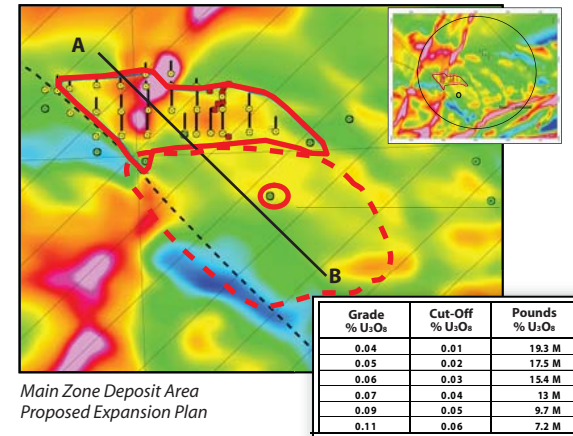 A
B
Grade Cut-Off Pounds
% U₃O₈ % U₃O₈ % U₃O₈
0.04 0.01 19.3 M
0.05 0.02 17.5 M
0.06 0.03 15.4 M
0.07 0.04 13 M
0.09 0.05 9.7 M
0.11 0.06 7.2 M
Main Zone Deposit Area
Proposed Expansion Plan